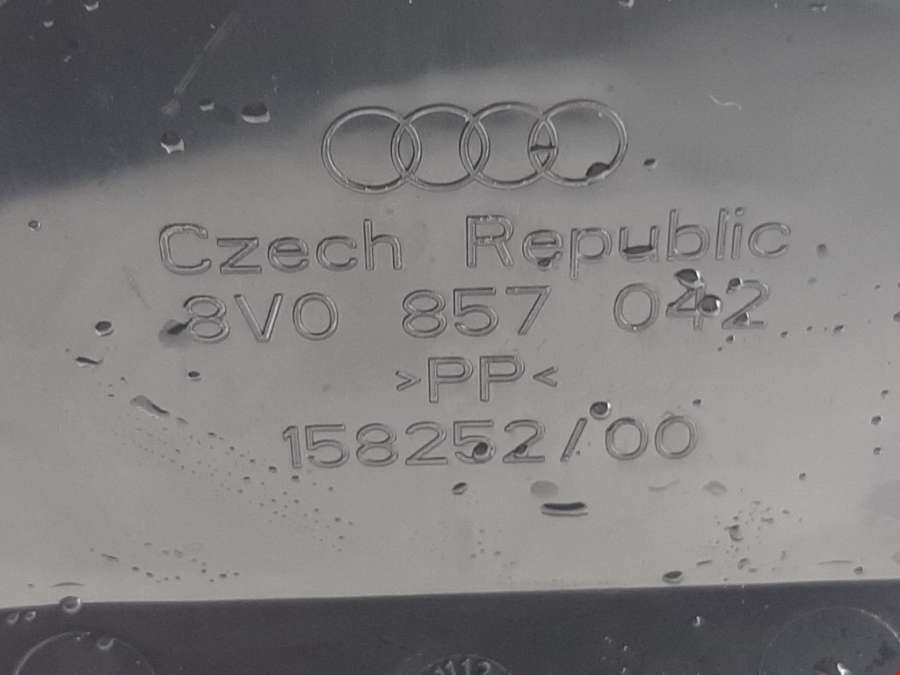 Czech Republic
8V0 857 042
>PP<
158252/00